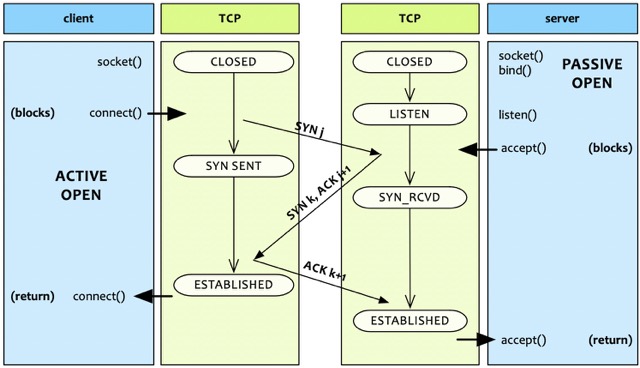 client
TCP
TCP
server
socket()
CLOSED
CLOSED
socket()
bind()
PASSIVE
OPEN
(blocks)
connect()
LISTEN
listen()
SYN j
accept()
(blocks)
ACTIVE
OPEN
SYN SENT
SYN k, ACK j+1
SYN_RCVD
ACK k+1
(return)
connect()
ESTABLISHED
ESTABLISHED
accept()
(return)